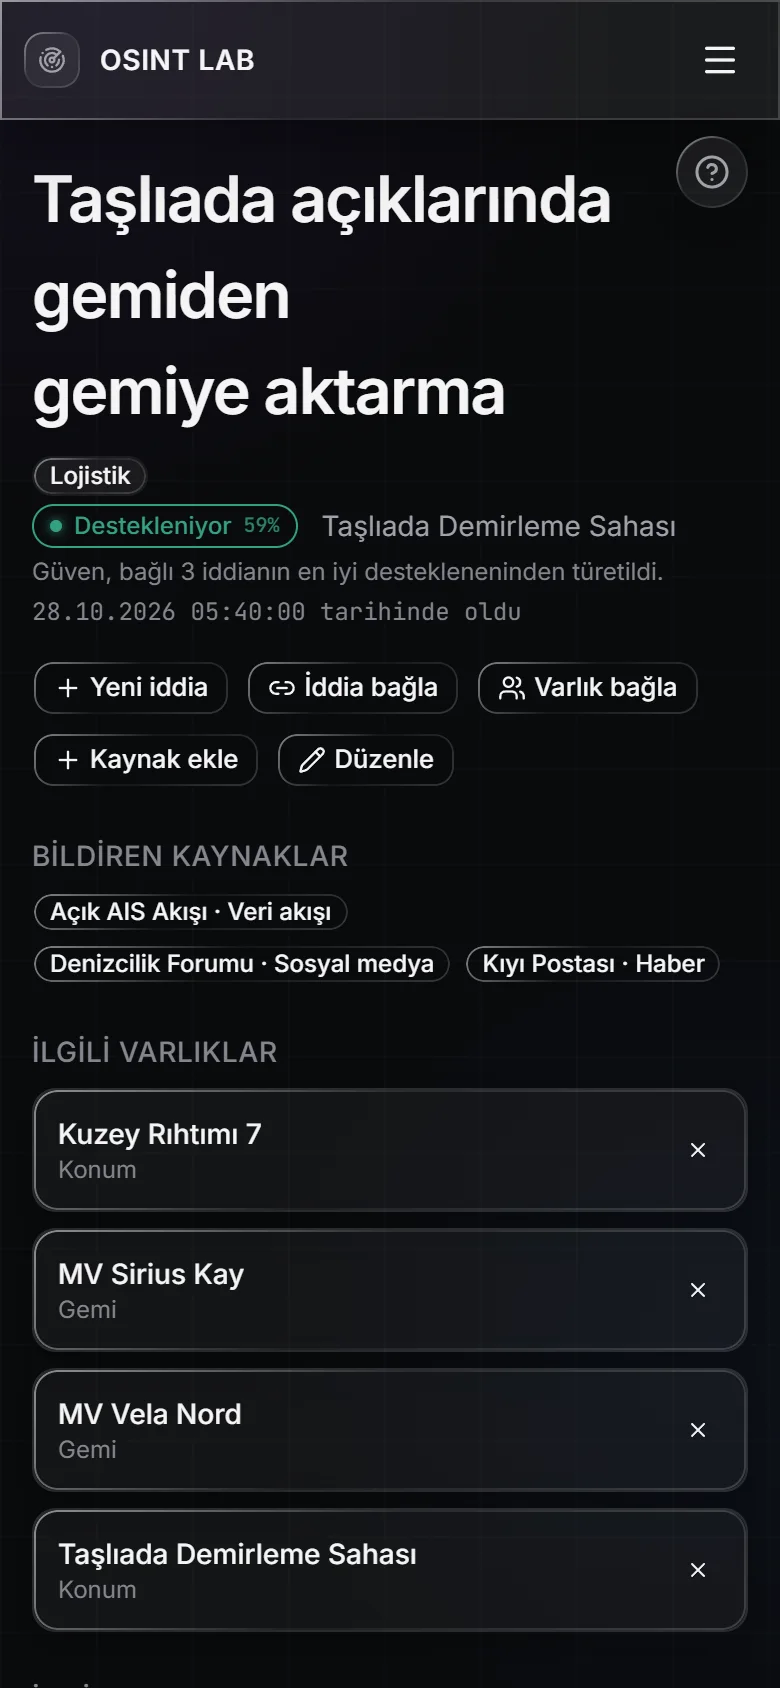 OSINT LAB
Taşlıada açıklarında
gemiden
gemiye aktarma
Lojistik
Destekleniyor 59% Taşlıada Demirleme Sahası
Güven, bağlı 3 iddianın en iyi destekleneninden türetildi.
28.10.2026 05:40:00 tarihinde oldu
Yeni iddia İddia bağla Varlık bağla
Kaynak ekle Düzenle
BİLDİREN KAYNAKLAR
Açık AIS Akışı · Veri akışı
Denizcilik Forumu · Sosyal medya Kıyı Postası · Haber
İLGİLİ VARLIKLAR
Kuzey Rıhtımı 7
Konum
MV Sirius Kay
Gemi
MV Vela Nord
Gemi
Taşlıada Demirleme Sahası
Konum